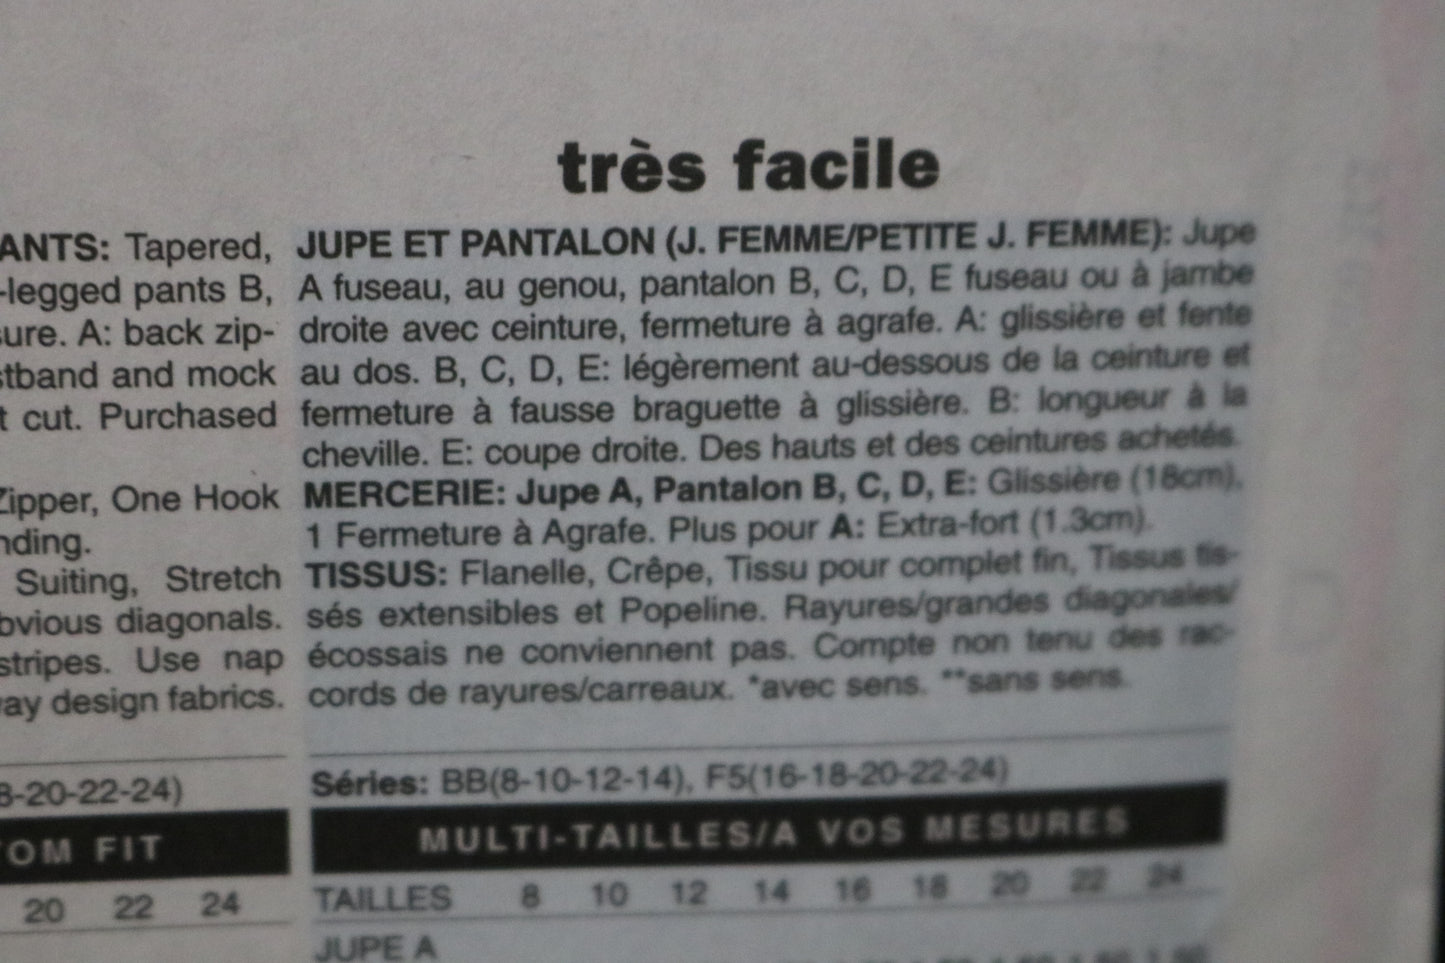 très facile
ANTS: Tapered,
-legged pants B,
sure. A: back zip-
stband and mock
t cut. Purchased
Zipper, One Hook
nding.
Suiting, Stretch
bvious diagonals.
stripes. Use nap
ay design fabrics.
8-20-22-24)
OM FIT
20 22 24
JUPE ET PANTALON (J. FEMME/PETITE J. FEMME): Jupe
A fuseau, au genou, pantalon B, C, D, E fuseau ou à jambe
droite avec ceinture, fermeture à agrafe. A: glissière et fente
au dos. B, C, D, E: légèrement au-dessous de la ceinture et
fermeture à fausse braguette à glissière. B: longueur à la
cheville. E: coupe droite. Des hauts et des ceintures achetés.
MERCERIE: Jupe A, Pantalon B, C, D, E: Glissière (18cm),
1 Fermeture à Agrafe. Plus pour A: Extra-fort (1.3cm).
TISSUS: Flanelle, Crêpe, Tissu pour complet fin, Tissus tis-
sés extensibles et Popeline. Rayures/grandes diagonales/
écossais ne conviennent pas. Compte non tenu des rac-
cords de rayures/carreaux. *avec sens. **sans sens.
Séries: BB(8-10-12-14), F5(16-18-20-22-24)
MULTI-TAILLES/A VOS MESURES
TAILLES 8 10 12 14 16 18 20 22 24
JUPE A